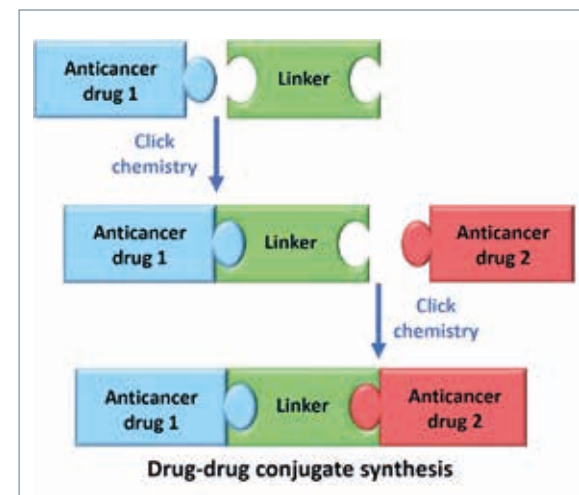 Anticancer
drug 1
Linker
Click
chemistry
Anticancer
drug 1
Linker
Anticancer
drug 2
Click
chemistry
Anticancer
drug 1
Linker
Anticancer
drug 2
Drug-drug conjugate synthesis